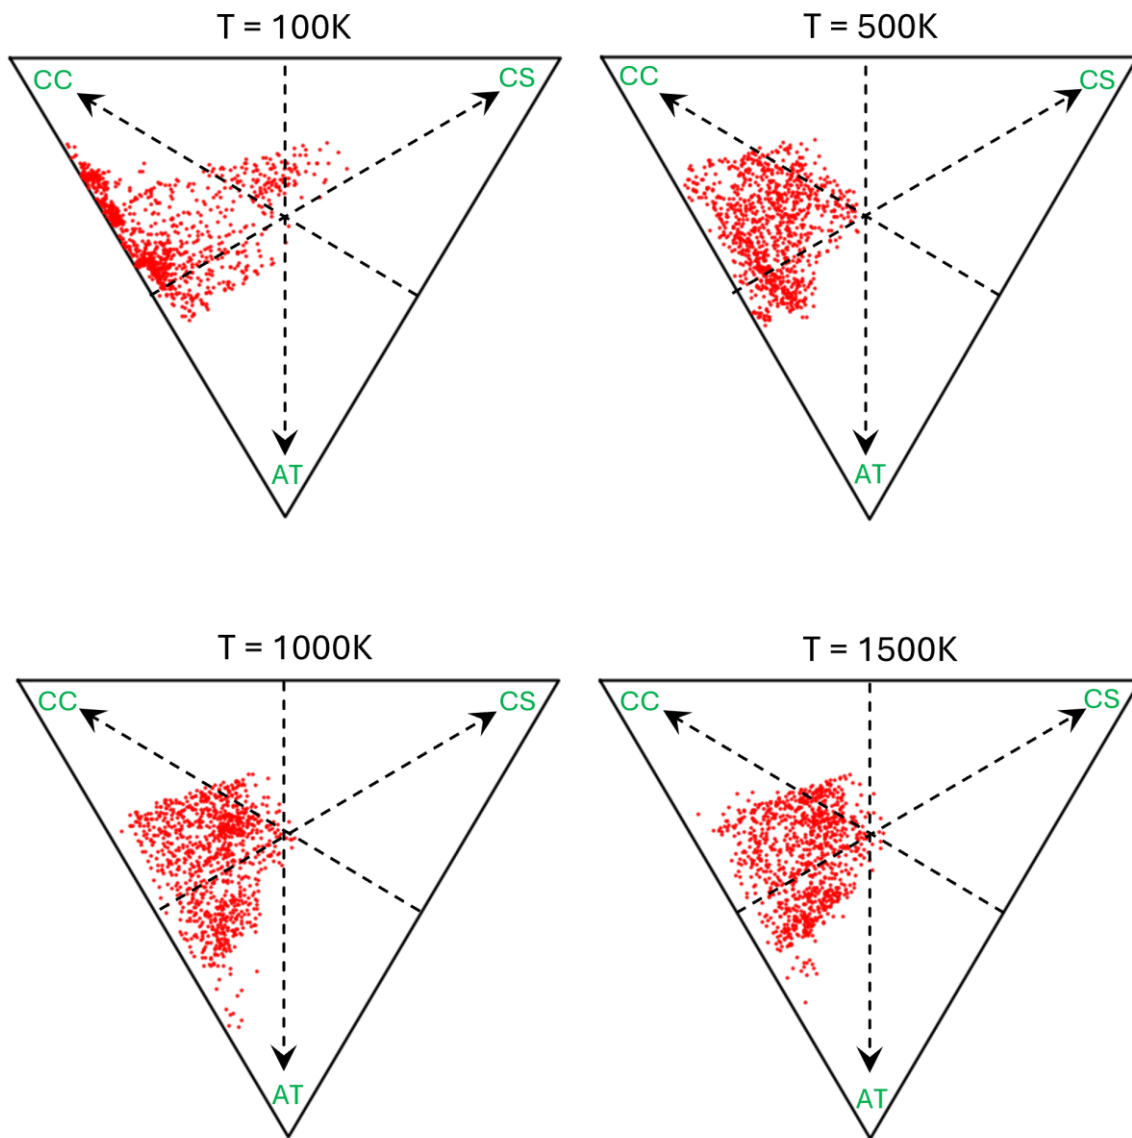 T = 100K
T = 500K
CC
CS
CC
CS
AT
AT
T = 1000K
T = 1500K
CC
CS
CC
CS
AT
AT